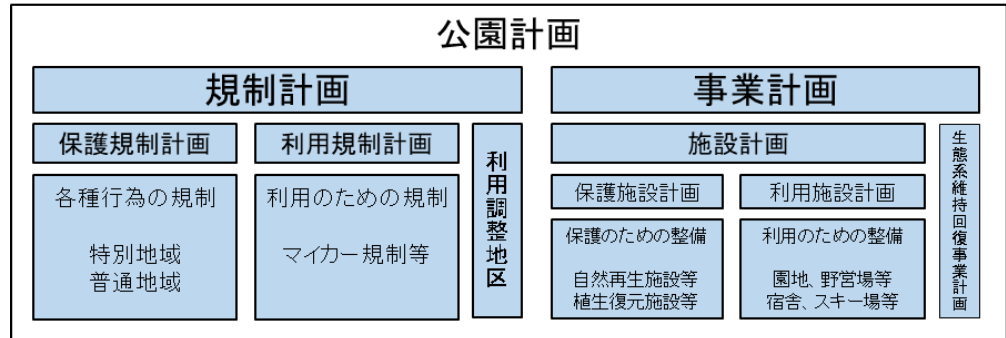 公園計画
規制計画
事業計画
保護規制計画
利用規制計画
利用調整地区
施設計画
生態系維持回復事業計画
各種行為の規制
特別地域
普通地域
利用のための規制
マイカー規制等
保護施設計画
利用施設計画
保護のための整備
自然再生施設等
植生復元施設等
利用のための整備
園地、野営場等
宿舎、スキー場等